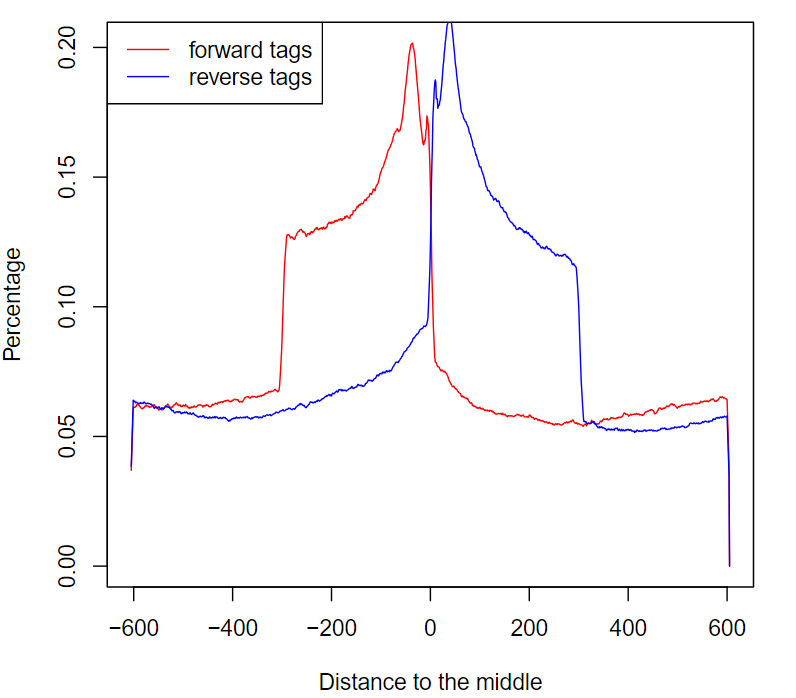 forward tags
reverse tags
Percentage
0.20
0.15
0.10
0.05
0.00
−600 −400 −200 0 200 400 600
Distance to the middle